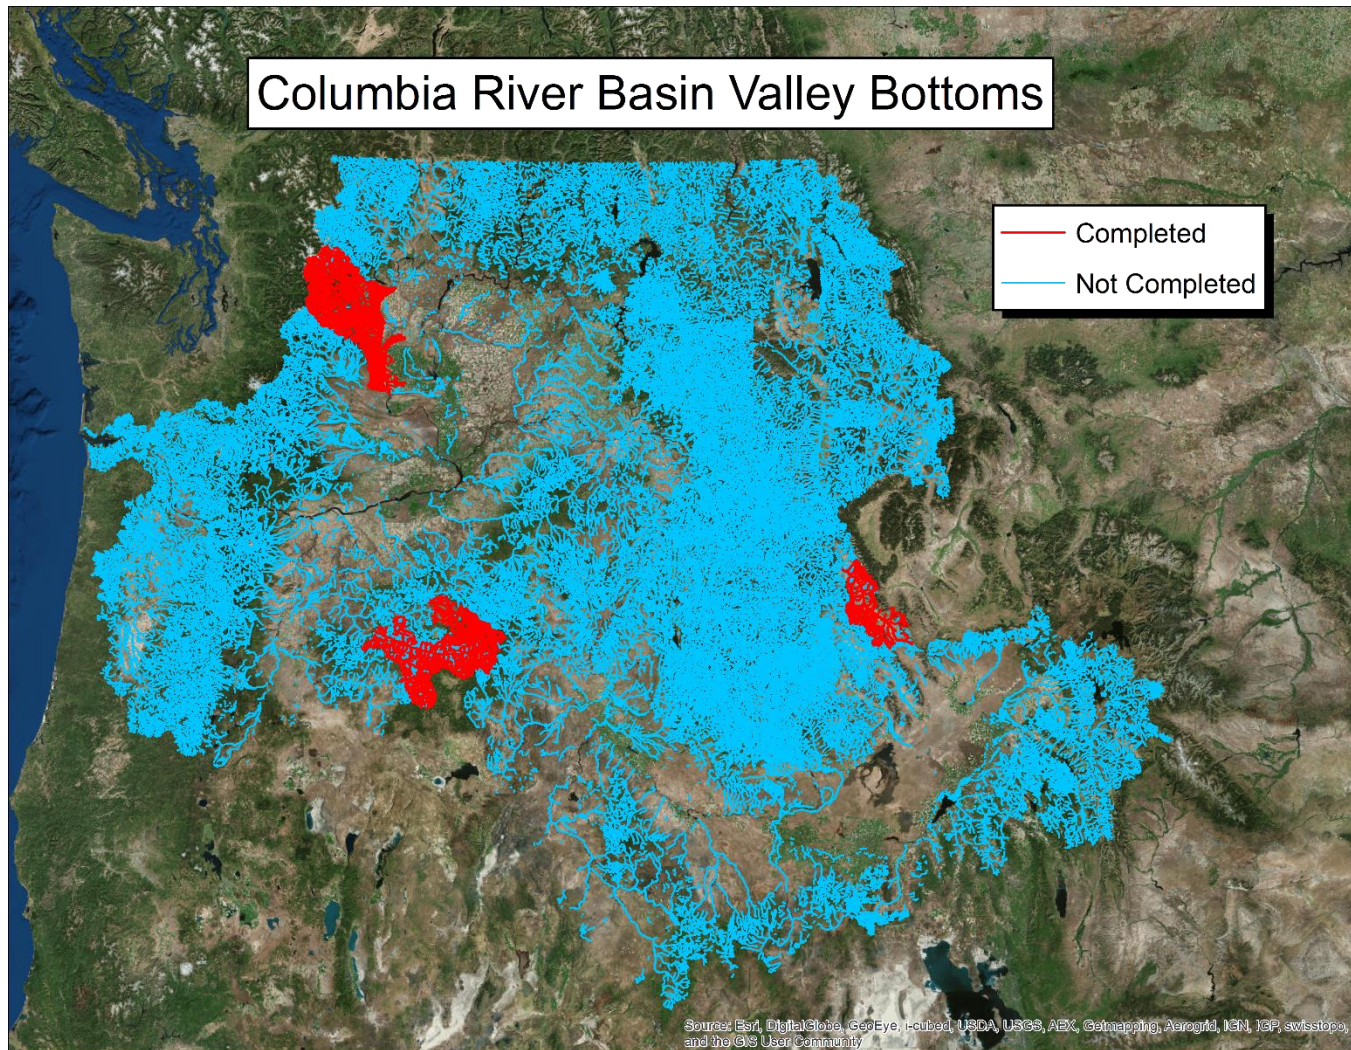 Columbia River Basin Valley Bottoms
Completed
Not Completed
Source: Esri, DigitalGlobe, GeoEye, i-cubed, USDA, USGS, AEX, Getmapping, Aerogrid, IGN, IGP, swisstopo,
and the GIS User Community